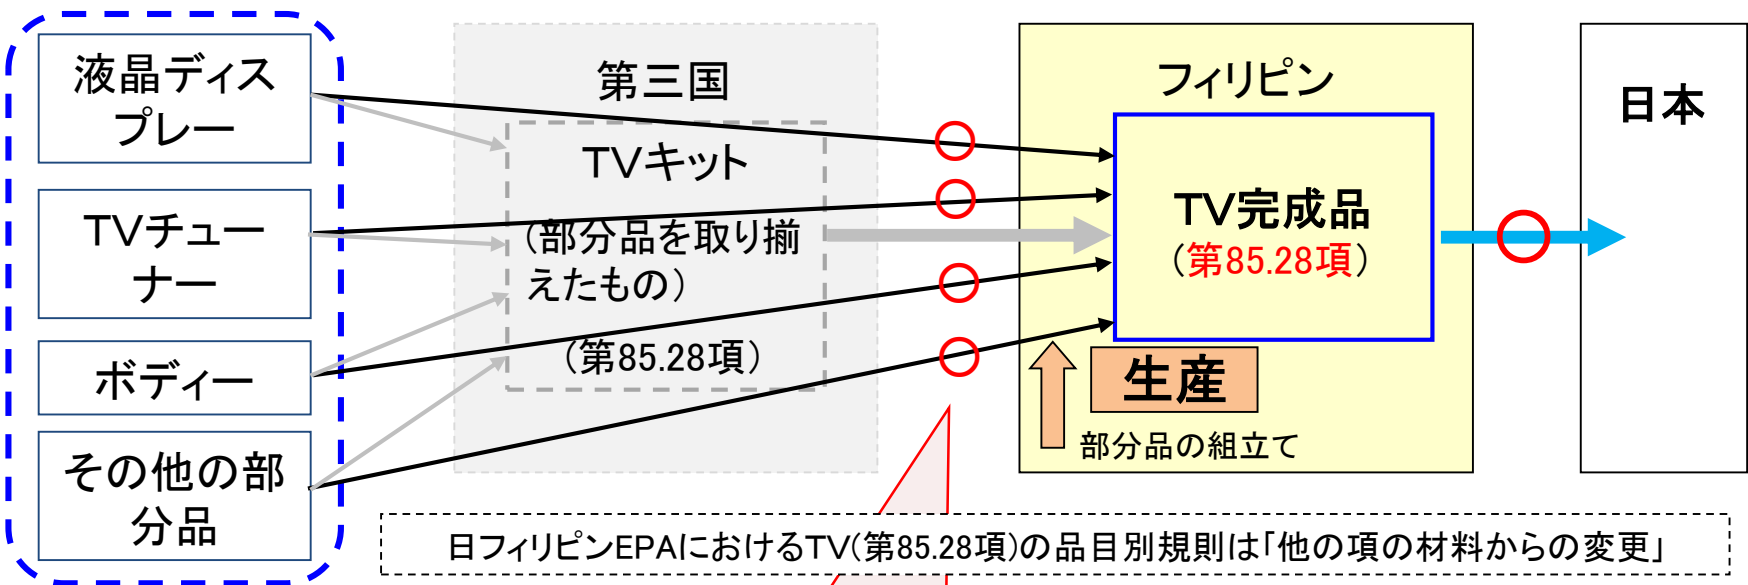 液晶ディス
プレー
TVチュー
ナー
ボディー
その他の部
分品
第三国
TVキット
(部分品を取り揃
えたもの)
(第85.28項)
フィリピン
TV完成品
(第85.28項)
生産
部分品の組立て
日本
日フィリピンEPAにおけるTV(第85.28項)の品目別規則は「他の項の材料からの変更」